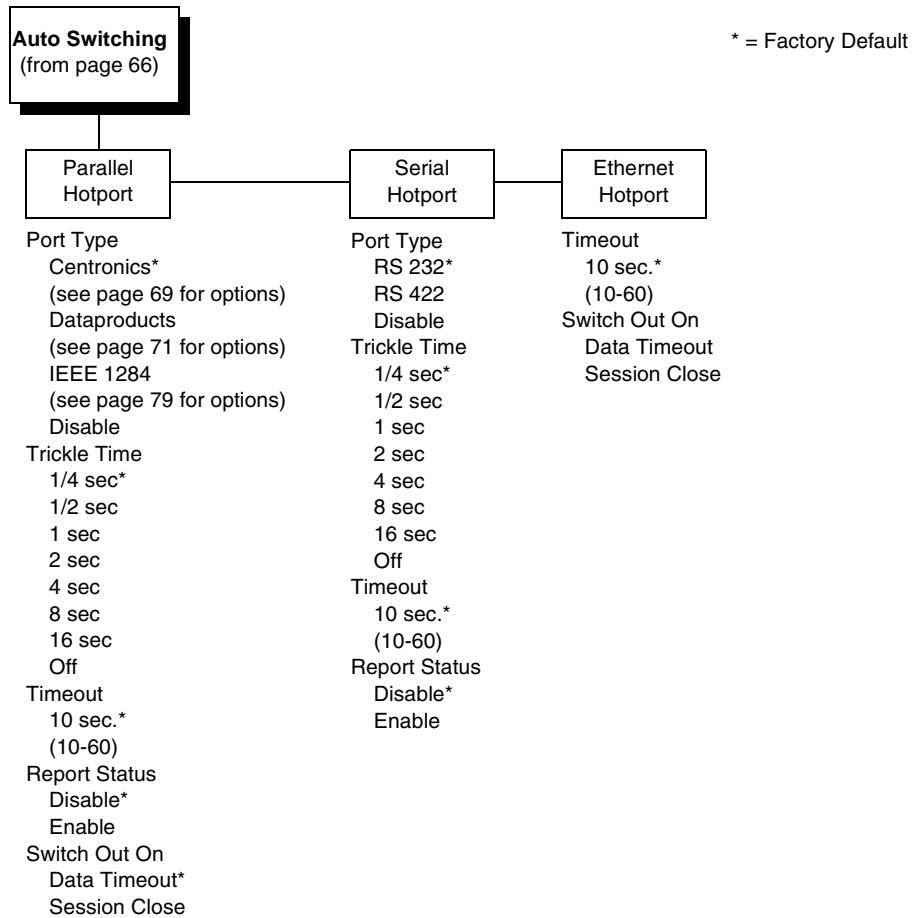 Auto Switching
(from page 66)
* = Factory Default
Parallel
Hotport
Port Type
Centronics*
(see page 69 for options)
Dataproducts
(see page 71 for options)
IEEE 1284
(see page 79 for options)
Disable
Trickle Time
1/4 sec*
1/2 sec
1 sec
2 sec
4 sec
8 sec
16 sec
Off
Timeout
10 sec.*
(10-60)
Report Status
Disable*
Enable
Switch Out On
Data Timeout*
Session Close
Serial
Hotport
Port Type
RS 232*
RS 422
Disable
Trickle Time
1/4 sec*
1/2 sec
1 sec
2 sec
4 sec
8 sec
16 sec
Off
Timeout
10 sec.*
(10-60)
Report Status
Disable*
Enable
Ethernet
Hotport
Timeout
10 sec.*
(10-60)
Switch Out On
Data Timeout
Session Close